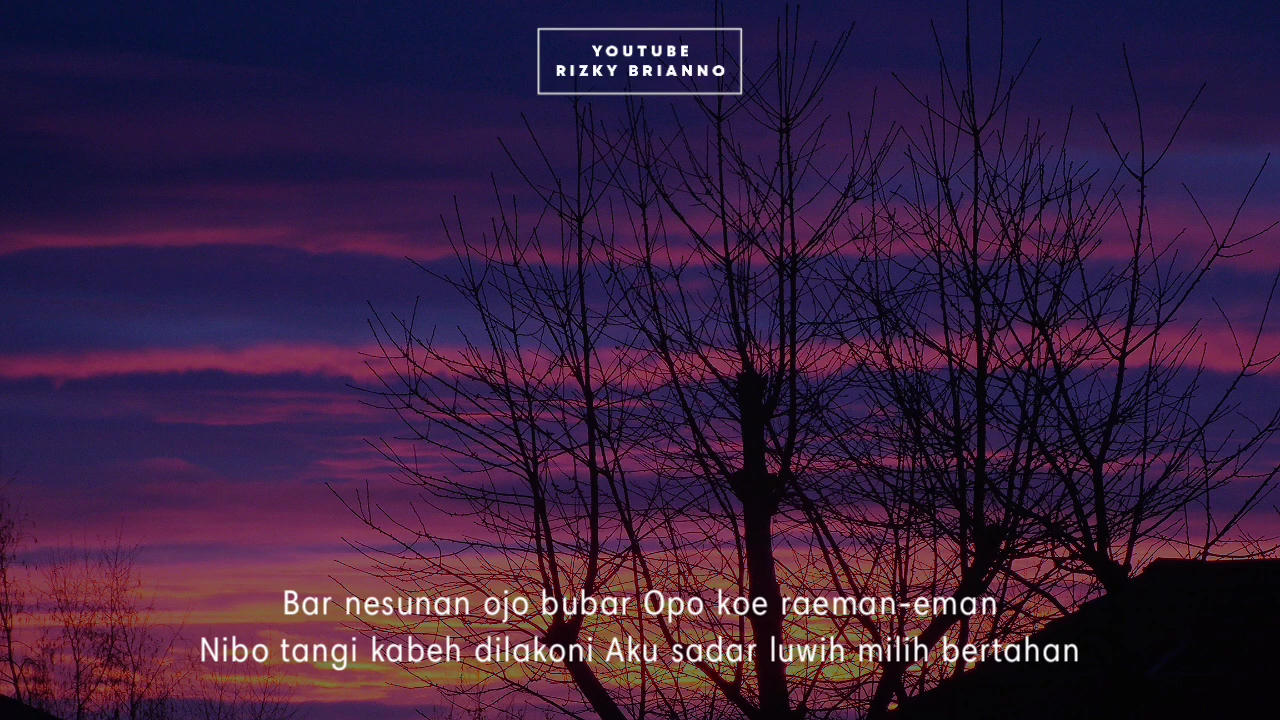 YOUTUBE
RIZKY BRIANNO
Bar nesunan ojo bubar Opo koe raeman-eman
Nibo tangi kabeh dilakoni Aku sadar luwih milih bertahan